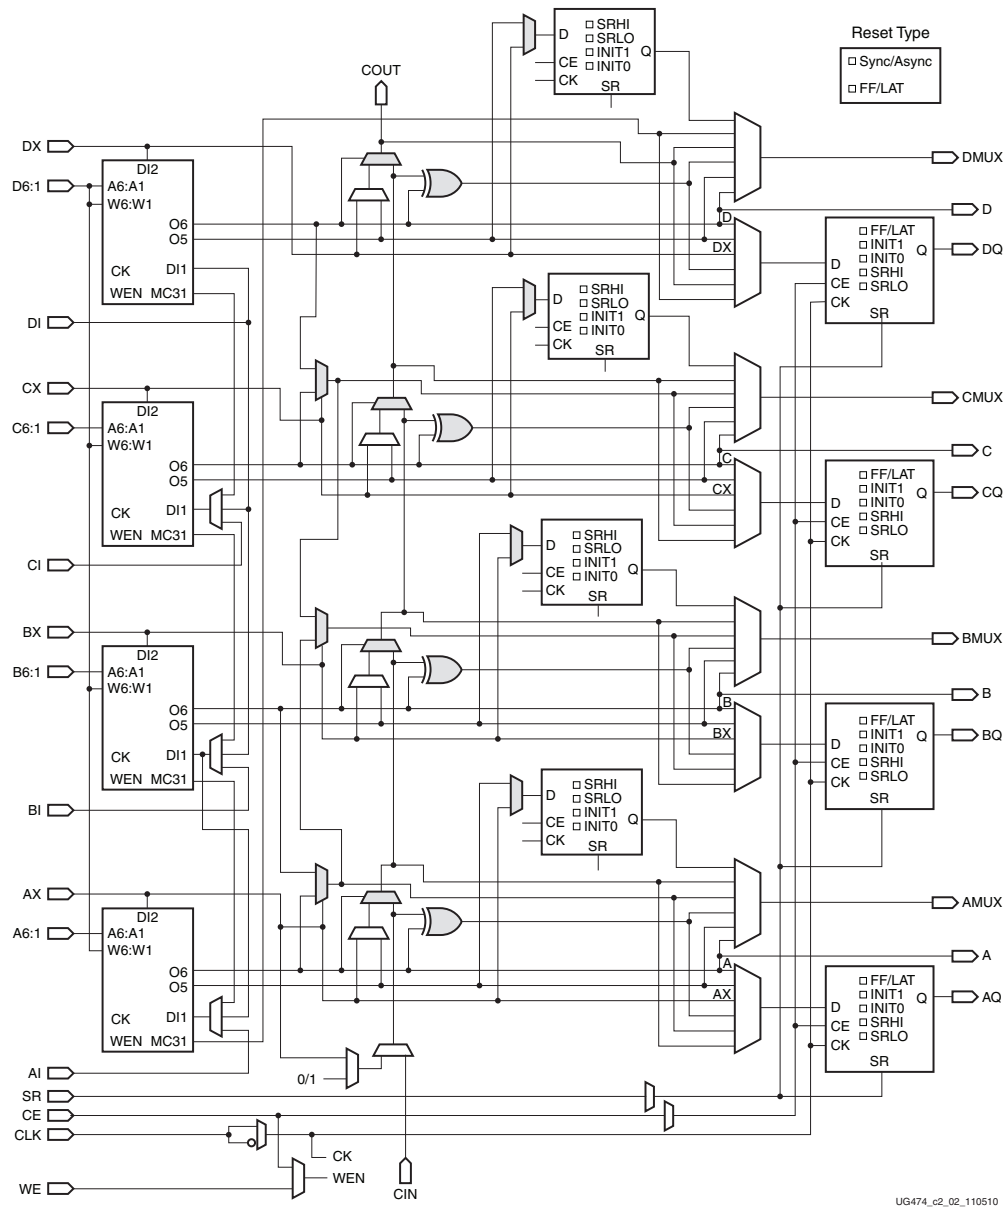 Reset Type
□ Sync/Async
□ FF/LAT
D
CE
CK
□ SRHI
□ SRLO
□ INIT1
□ INIT0
Q
SR
COUT
DX
D6:1
DI2
A6:A1
W6:W1
O6
O5
CK
DI1
WEN MC31
DMUX
D
D
DX
DQ
D
CE
CK
□ FF/LAT
□ INIT1
□ INIT0
□ SRHI
□ SRLO
Q
SR
DI
D
CE
CK
□ SRHI
□ SRLO
□ INIT1
□ INIT0
Q
SR
CX
C6:1
DI2
A6:A1
W6:W1
O6
O5
CK
DI1
WEN MC31
CMUX
C
C
CX
CQ
D
CE
CK
□ FF/LAT
□ INIT1
□ INIT0
□ SRHI
□ SRLO
Q
SR
CI
D
CE
CK
□ SRHI
□ SRLO
□ INIT1
□ INIT0
Q
SR
BX
B6:1
DI2
A6:A1
W6:W1
O6
O5
CK
DI1
WEN MC31
BMUX
B
B
BX
BQ
D
CE
CK
□ FF/LAT
□ INIT1
□ INIT0
□ SRHI
□ SRLO
Q
SR
BI
D
CE
CK
□ SRHI
□ SRLO
□ INIT1
□ INIT0
Q
SR
AX
A6:1
DI2
A6:A1
W6:W1
O6
O5
CK
DI1
WEN MC31
AMUX
A
A
AX
AQ
D
CE
CK
□ FF/LAT
□ INIT1
□ INIT0
□ SRHI
□ SRLO
Q
SR
AI
0/1
SR
CE
CLK
CK
WEN
WE
CIN
UG474_c2_02_110510